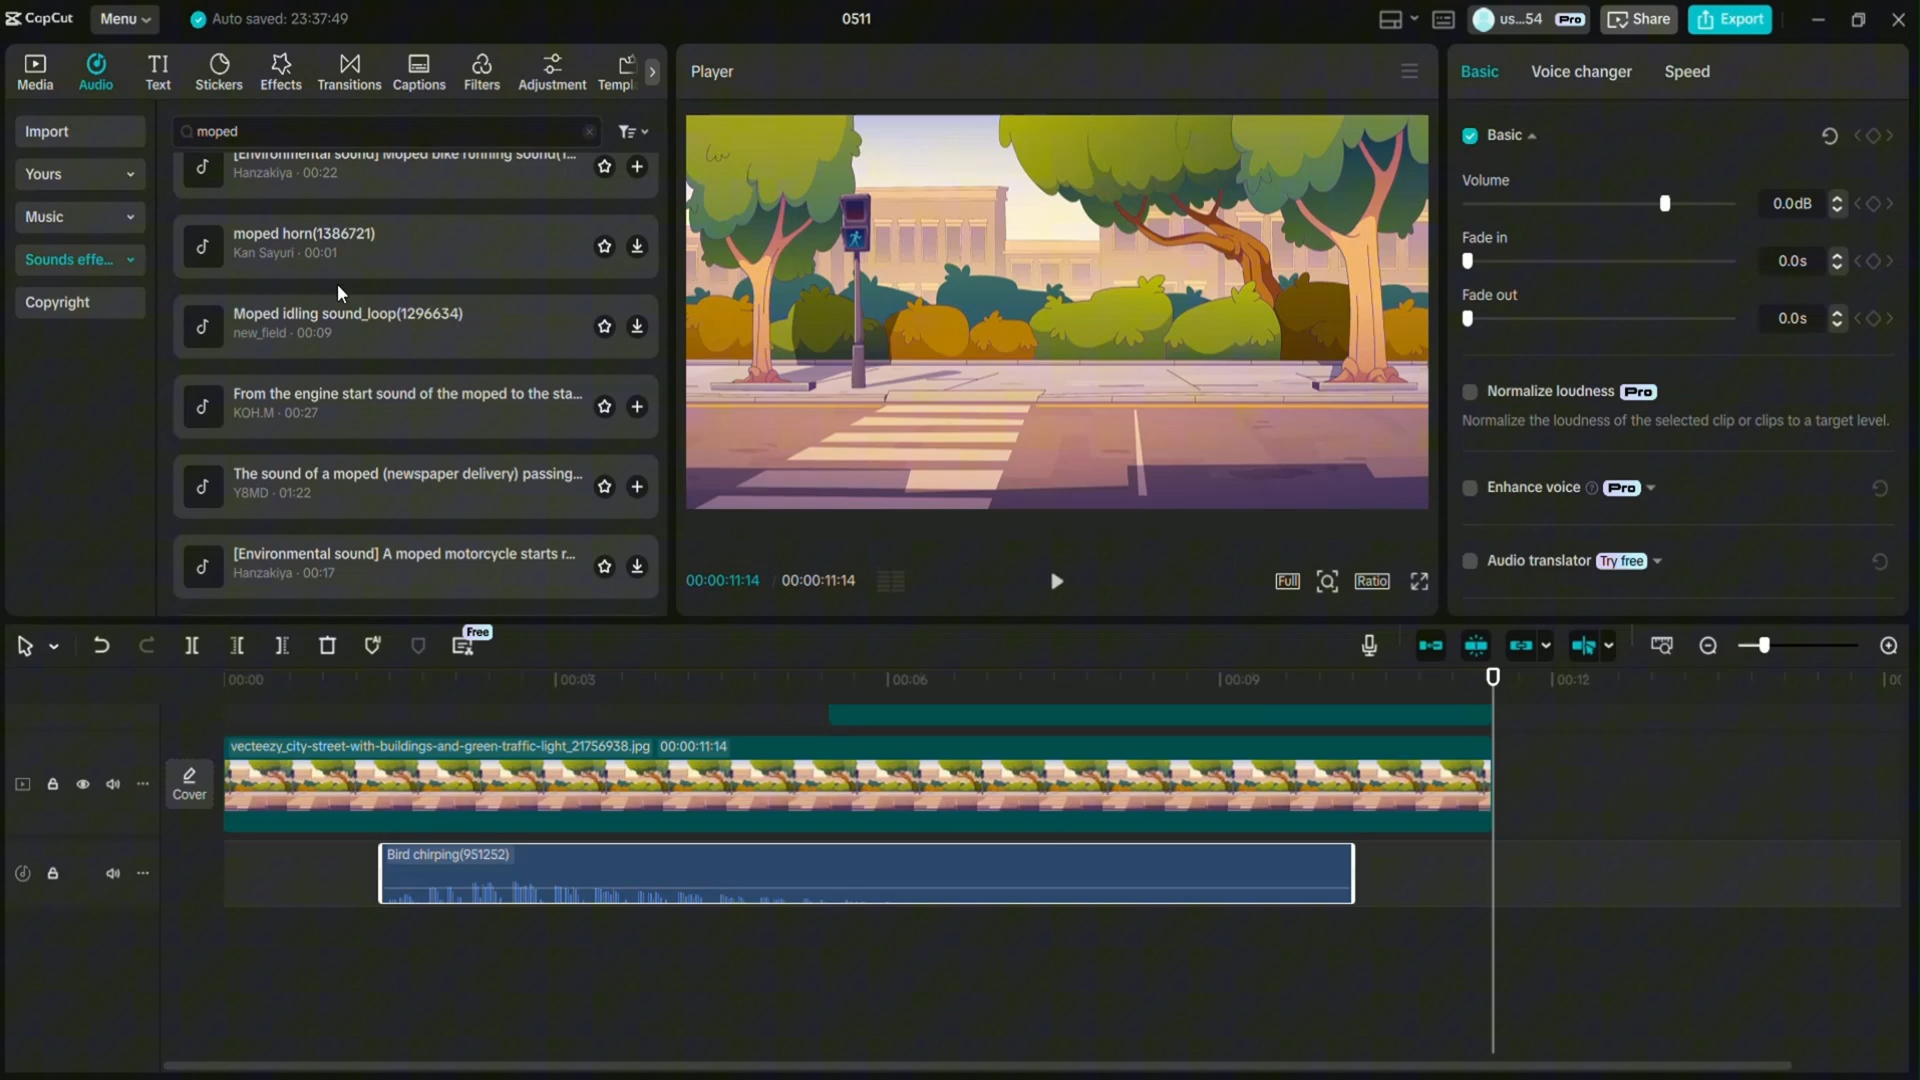 CapCut Menu Auto saved: 23:37:49 0511 us...54 Pro Share Export
Media Audio Text Stickers Effects Transitions Captions Filters Adjustment Templ
Import
Yours
Music
Sounds effe...
Copyright
moped
[Environmental sound] Moped bike running sound(1...
Hanzakiya · 00:22
moped horn(1386721)
Kan Sayuri · 00:01
Moped idling sound_loop(1296634)
new_field · 00:09
From the engine start sound of the moped to the sta...
KOH.M · 00:27
The sound of a moped (newspaper delivery) passing...
Y8MD · 01:22
[Environmental sound] A moped motorcycle starts r...
Hanzakiya · 00:17
Player
00:00:11:14 / 00:00:11:14 Full Ratio
Basic Voice changer Speed
Basic
Volume
0.0dB
Fade in
0.0s
Fade out
0.0s
Normalize loudness Pro
Normalize the loudness of the selected clip or clips to a target level.
Enhance voice Pro
Audio translator Try free
Free
00:00 00:03 00:06 00:09 00:12
vecteezy_city-street-with-buildings-and-green-traffic-light_21756938.jpg 00:00:11:14
Cover
Bird chirping(951252)